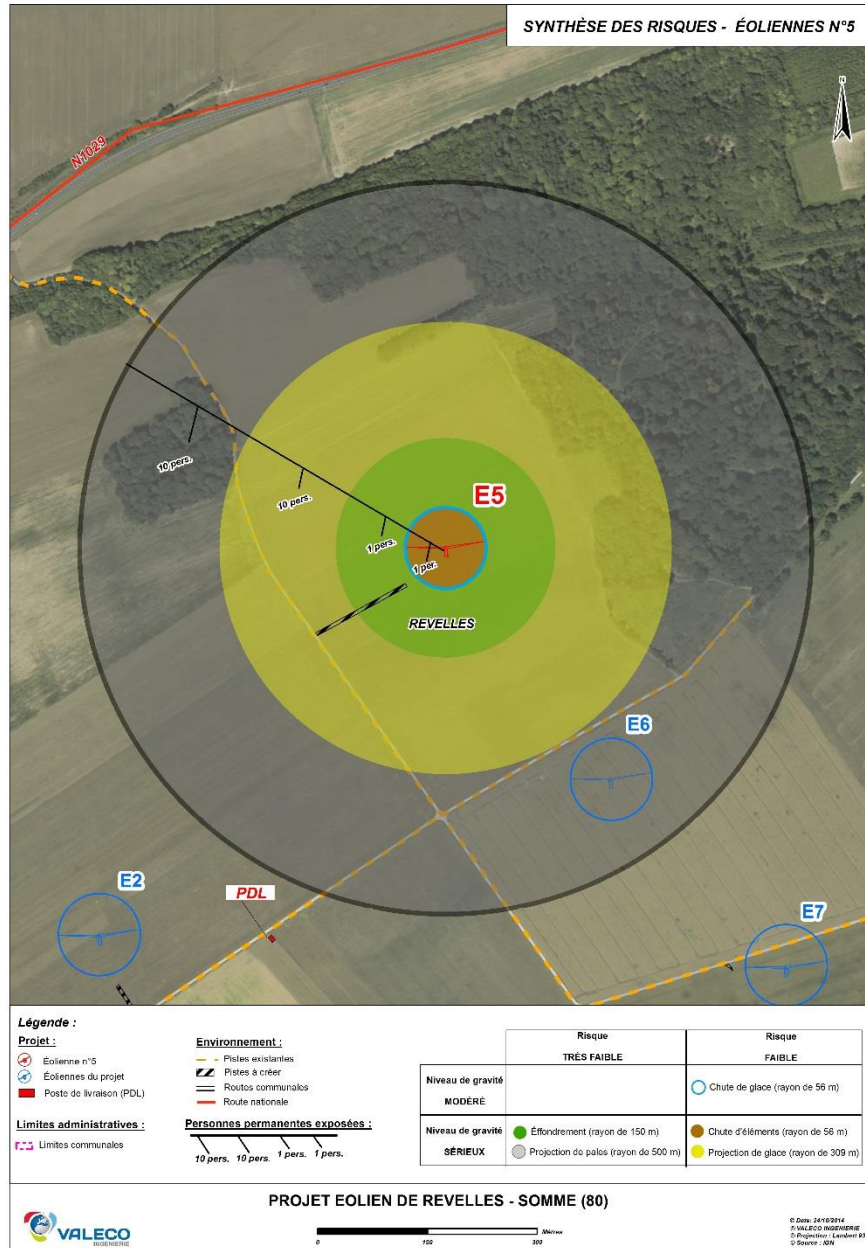 SYNTHÈSE DES RISQUES - ÉOLIENNES N°5
N
N1029
10 pers.
10 pers.
1 pers.
1 per.
E5
REVELLES
E6
E2
PDL
E7
Légende :
Projet :
Éolienne n°5
Éoliennes du projet
Poste de livraison (PDL)
Limites administratives :
Limites communales
Environnement :
Pistes existantes
Pistes à créer
Routes communales
Route nationale
Personnes permanentes exposées :
10 pers. 10 pers. 1 pers. 1 pers.
Risque
TRÈS FAIBLE
Risque
FAIBLE
Niveau de gravité
MODÉRÉ
Chute de glace (rayon de 56 m)
Niveau de gravité
SÉRIEUX
Éffondrement (rayon de 150 m)
Projection de pales (rayon de 500 m)
Chute d'éléments (rayon de 56 m)
Projection de glace (rayon de 309 m)
PROJET EOLIEN DE REVELLES - SOMME (80)
VALECO
INGENIERIE
Mètres
0 150 300
© Date: 24/10/2014
© VALECO INGENIERIE
© Projection : Lambert 93
© Source : IGN